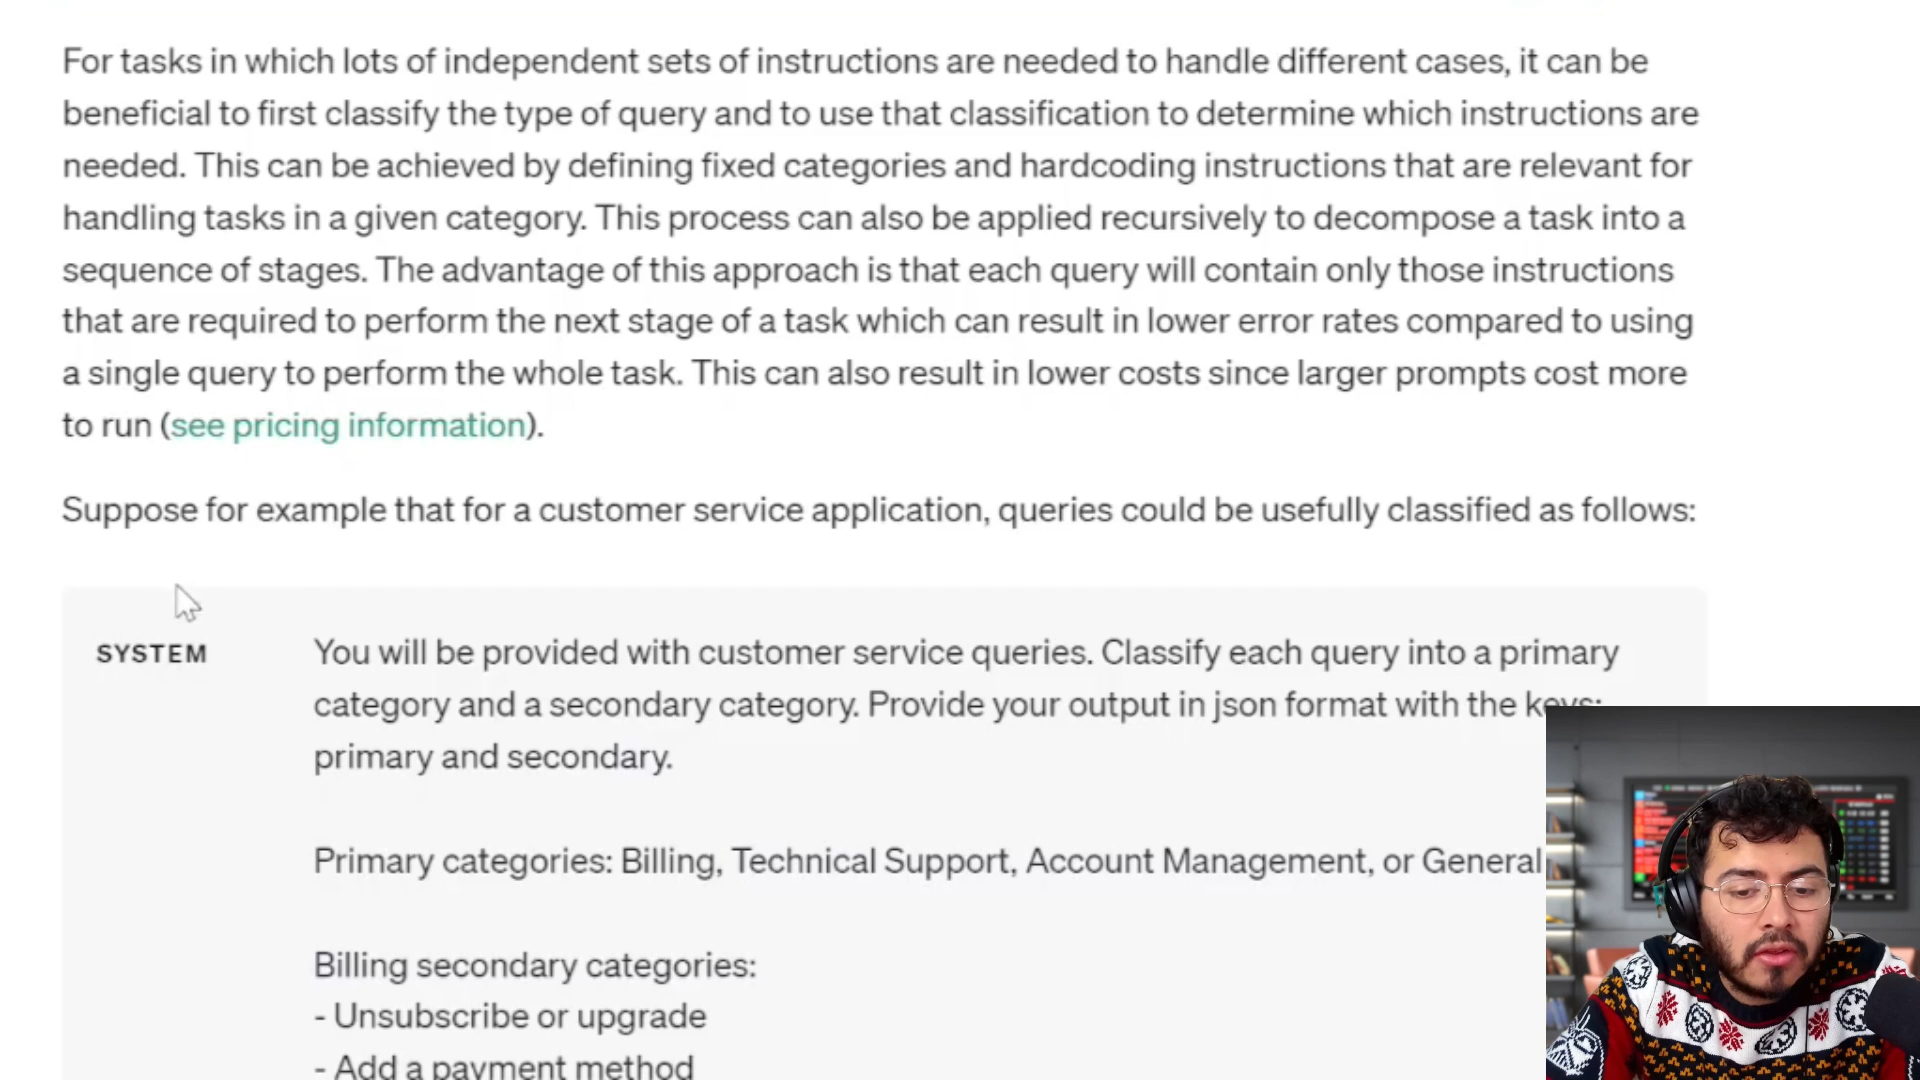 For tasks in which lots of independent sets of instructions are needed to handle different cases, it can be
beneficial to first classify the type of query and to use that classification to determine which instructions are
needed. This can be achieved by defining fixed categories and hardcoding instructions that are relevant for
handling tasks in a given category. This process can also be applied recursively to decompose a task into a
sequence of stages. The advantage of this approach is that each query will contain only those instructions
that are required to perform the next stage of a task which can result in lower error rates compared to using
a single query to perform the whole task. This can also result in lower costs since larger prompts cost more
to run (see pricing information).
Suppose for example that for a customer service application, queries could be usefully classified as follows:
SYSTEM
You will be provided with customer service queries. Classify each query into a primary
category and a secondary category. Provide your output in json format with the keys:
primary and secondary.
Primary categories: Billing, Technical Support, Account Management, or General
Billing secondary categories:
- Unsubscribe or upgrade
- Add a payment method